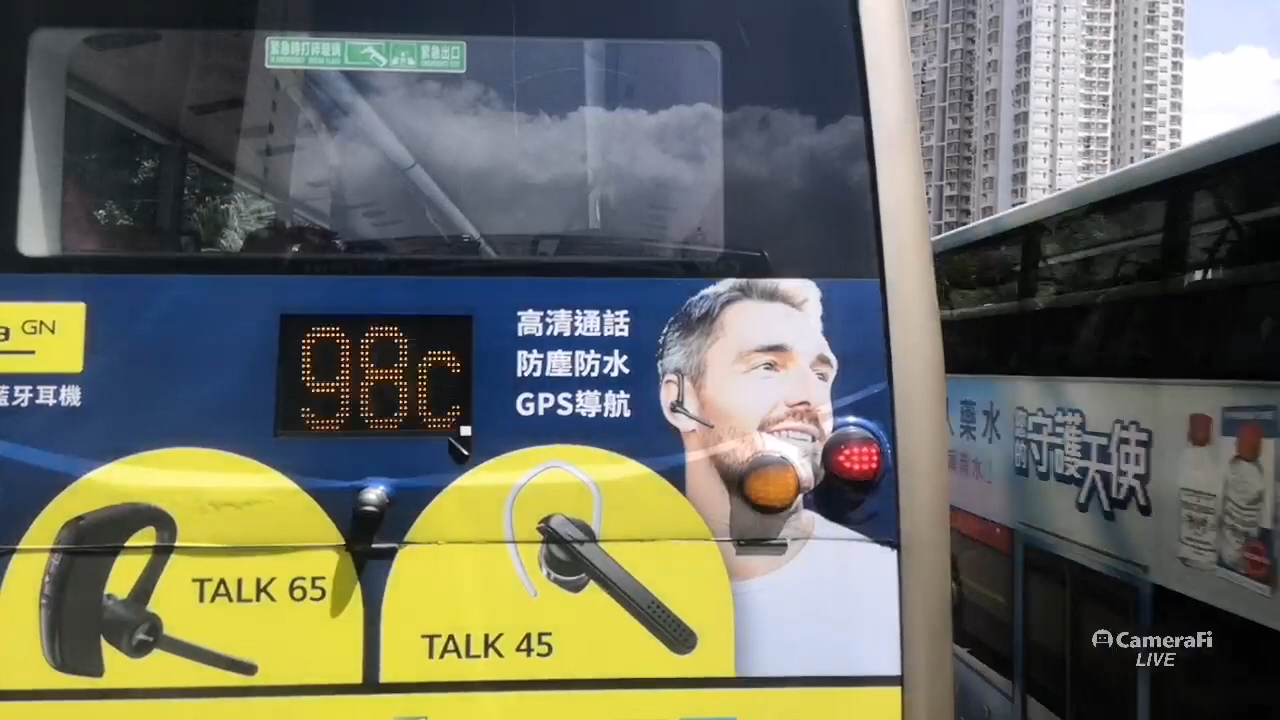 緊急時打碎玻璃
緊急出口
a GN
藍牙耳機
98C
高清通話
防塵防水
GPS導航
TALK 65
TALK 45
藥水
守護天使
CameraFi
LIVE